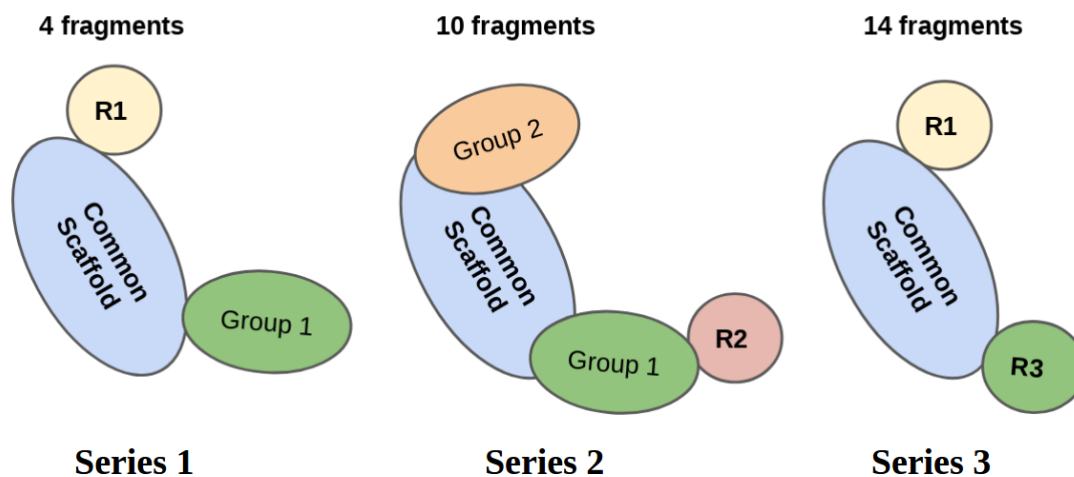 4 fragments
R1
Common
Scaffold
Group 1
Series 1
10 fragments
Group 2
Common
Scaffold
Group 1
R2
Series 2
14 fragments
R1
Common
Scaffold
R3
Series 3